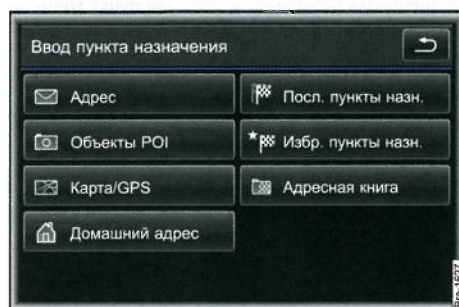 Ввод пункта назначения
Адрес
Посл. пункты назн.
Объекты POI
Избр. пункты назн.
Карта/GPS
Адресная книга
Домашний адрес